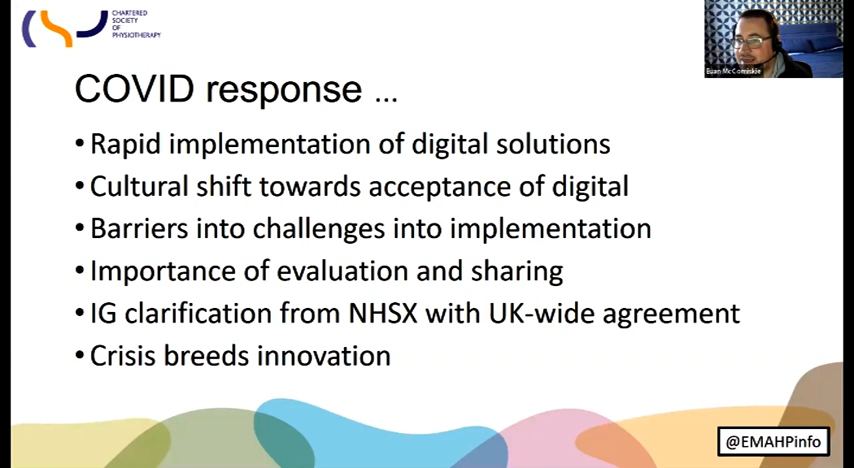 CHARTERED
SOCIETY
OF
PHYSIOTHERAPY
Euan McComiskie
COVID response ...
• Rapid implementation of digital solutions
• Cultural shift towards acceptance of digital
• Barriers into challenges into implementation
• Importance of evaluation and sharing
• IG clarification from NHSX with UK-wide agreement
• Crisis breeds innovation
@EMAHPinfo